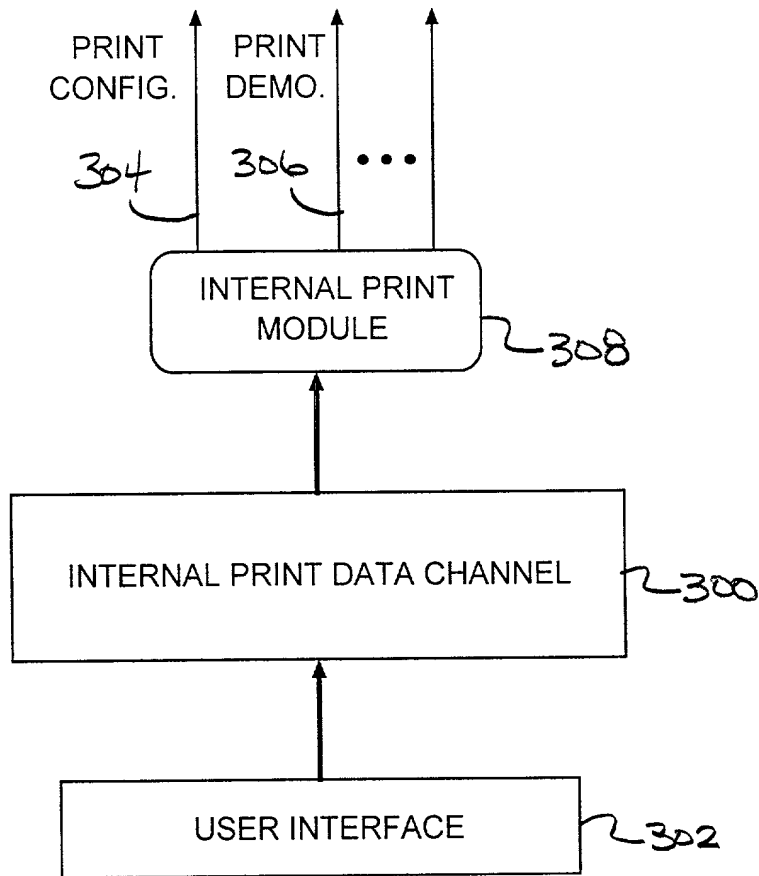 PRINT
CONFIG.
PRINT
DEMO.
304
306
...
INTERNAL PRINT
MODULE
308
INTERNAL PRINT DATA CHANNEL
300
USER INTERFACE
302